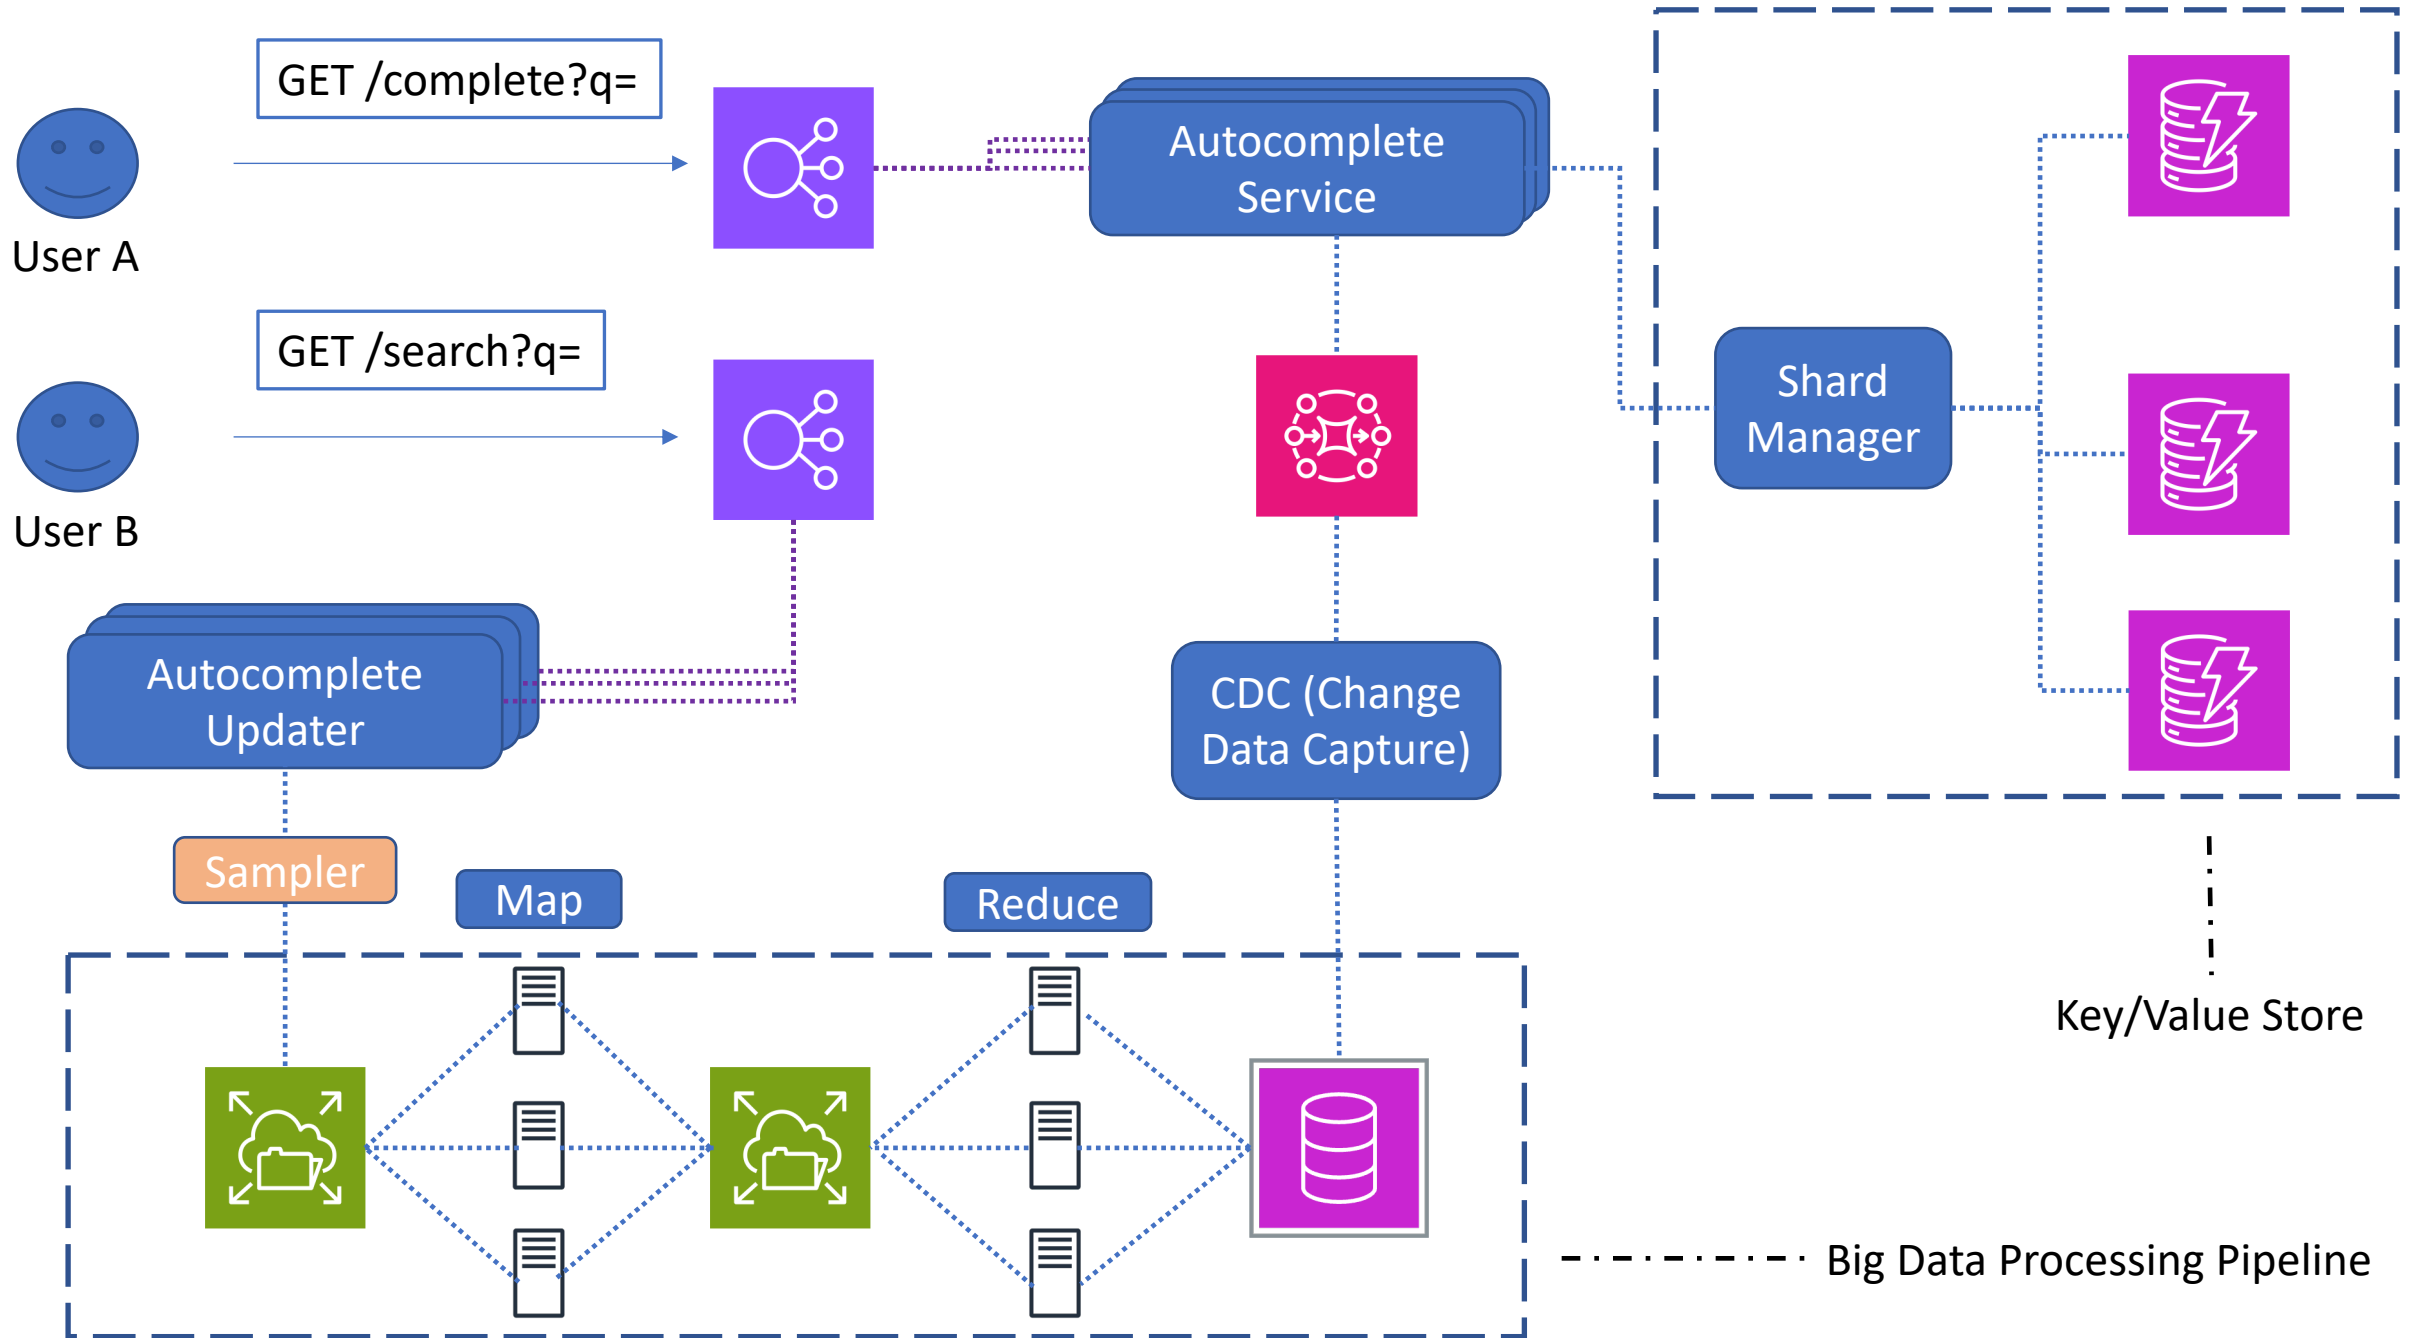 GET /complete?q=
User A
Autocomplete
Service
GET /search?q=
User B
Shard
Manager
Autocomplete
Updater
CDC (Change
Data Capture)
Sampler
Map
Reduce
Key/Value Store
Big Data Processing Pipeline